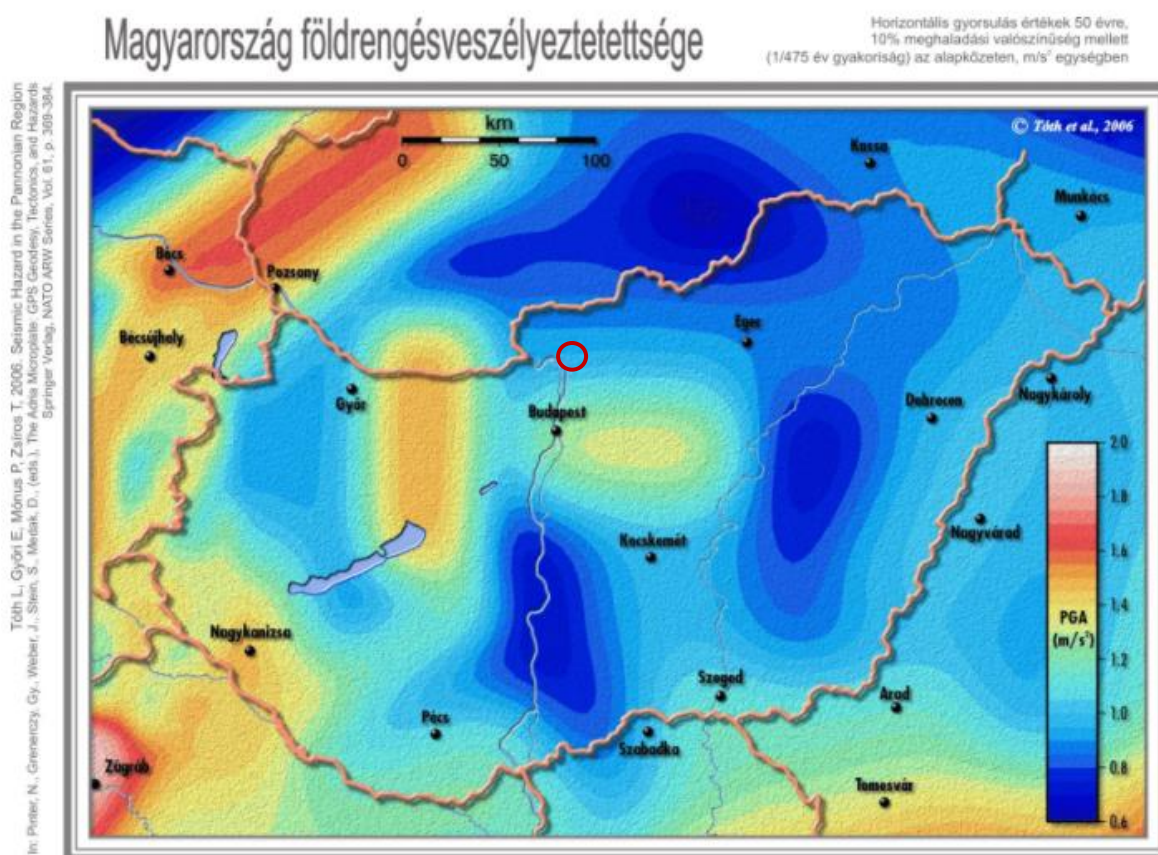 Magyarország földrengésveszélyeztetettsége
Horizontális gyorsulás értékek 50 évre,
10% meghaladási valószínűség mellett
(1/475 év gyakoriság) az alapkőzeten, m/s² egységben
Tóth L, Győri E, Mónus P, Zsíros T, 2006. Seismic Hazard in the Pannonian Region
In: Pinter, N., Grenerczy, Gy., Weber, J., Stein, S., Medak, D., (eds.), The Adria Microplate: GPS Geodesy, Tectonics, and Hazards
Springer Verlag, NATO ARW Series, Vol. 61, p. 369-384.
km
0 50 100
© Tóth et al., 2006
Kassa
Munkács
Bécs
Pozsony
Bécsújhely
Eger
Győr
Nagykároly
Debrecen
Budapest
2.0
1.8
Nagyvárad
Kecskemét
1.6
1.4
PGA
(m/s²)
Nagykanizsa
1.2
Szeged
Arad
1.0
Pécs
Szabadka
Zágráb
0.8
Temesvár
0.6